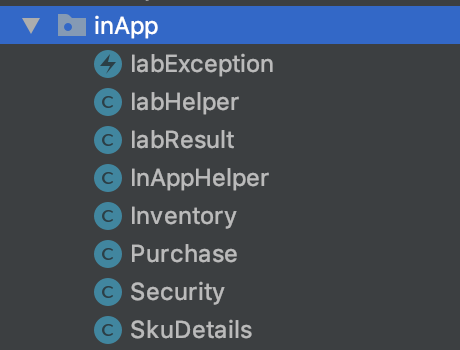 inApp
IabException
IabHelper
IabResult
InAppHelper
Inventory
Purchase
Security
SkuDetails